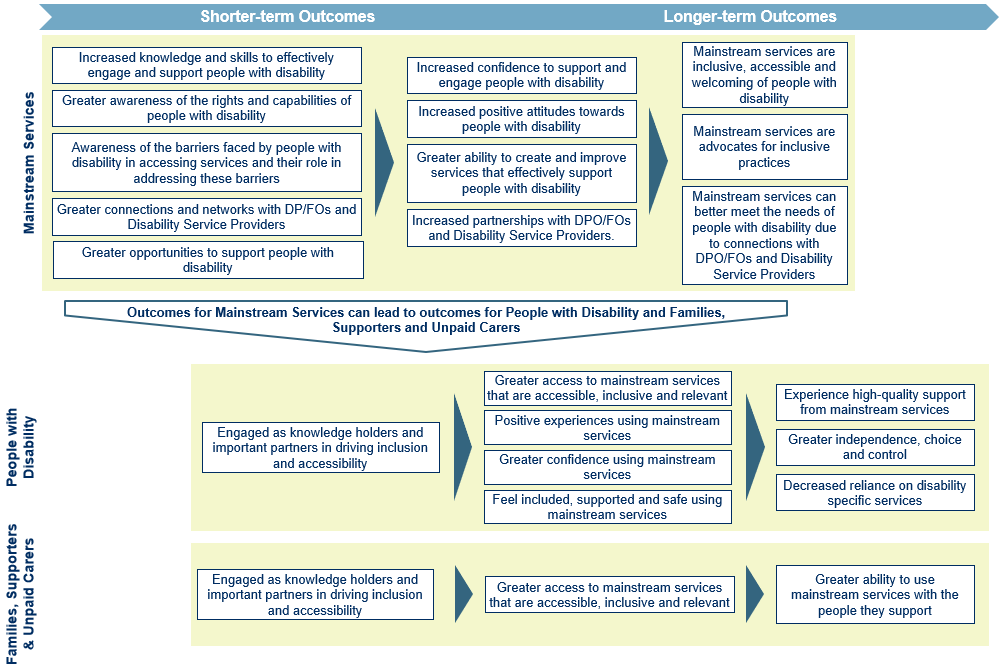 Shorter-term Outcomes
Longer-term Outcomes
Mainstream Services
Increased knowledge and skills to effectively
engage and support people with disability
Greater awareness of the rights and capabilities of
people with disability
Awareness of the barriers faced by people with
disability in accessing services and their role in
addressing these barriers
Greater connections and networks with DP/FOs and
Disability Service Providers
Greater opportunities to support people with
disability
Increased confidence to support and
engage people with disability
Increased positive attitudes towards
people with disability
Greater ability to create and improve
services that effectively support
people with disability
Increased partnerships with DPO/FOs
and Disability Service Providers.
Mainstream services are
inclusive, accessible and
welcoming of people with
disability
Mainstream services are
advocates for inclusive
practices
Mainstream services can
better meet the needs of
people with disability due
to connections with
DPO/FOs and Disability
Service Providers
Outcomes for Mainstream Services can lead to outcomes for People with Disability and Families,
Supporters and Unpaid Carers
People with
Disability
Engaged as knowledge holders and
important partners in driving inclusion
and accessibility
Greater access to mainstream services
that are accessible, inclusive and relevant
Positive experiences using mainstream
services
Greater confidence using mainstream
services
Feel included, supported and safe using
mainstream services
Experience high-quality support
from mainstream services
Greater independence, choice
and control
Decreased reliance on disability
specific services
Families, Supporters
& Unpaid Carers
Engaged as knowledge holders and
important partners in driving inclusion
and accessibility
Greater access to mainstream services
that are accessible, inclusive and relevant
Greater ability to use
mainstream services with the
people they support